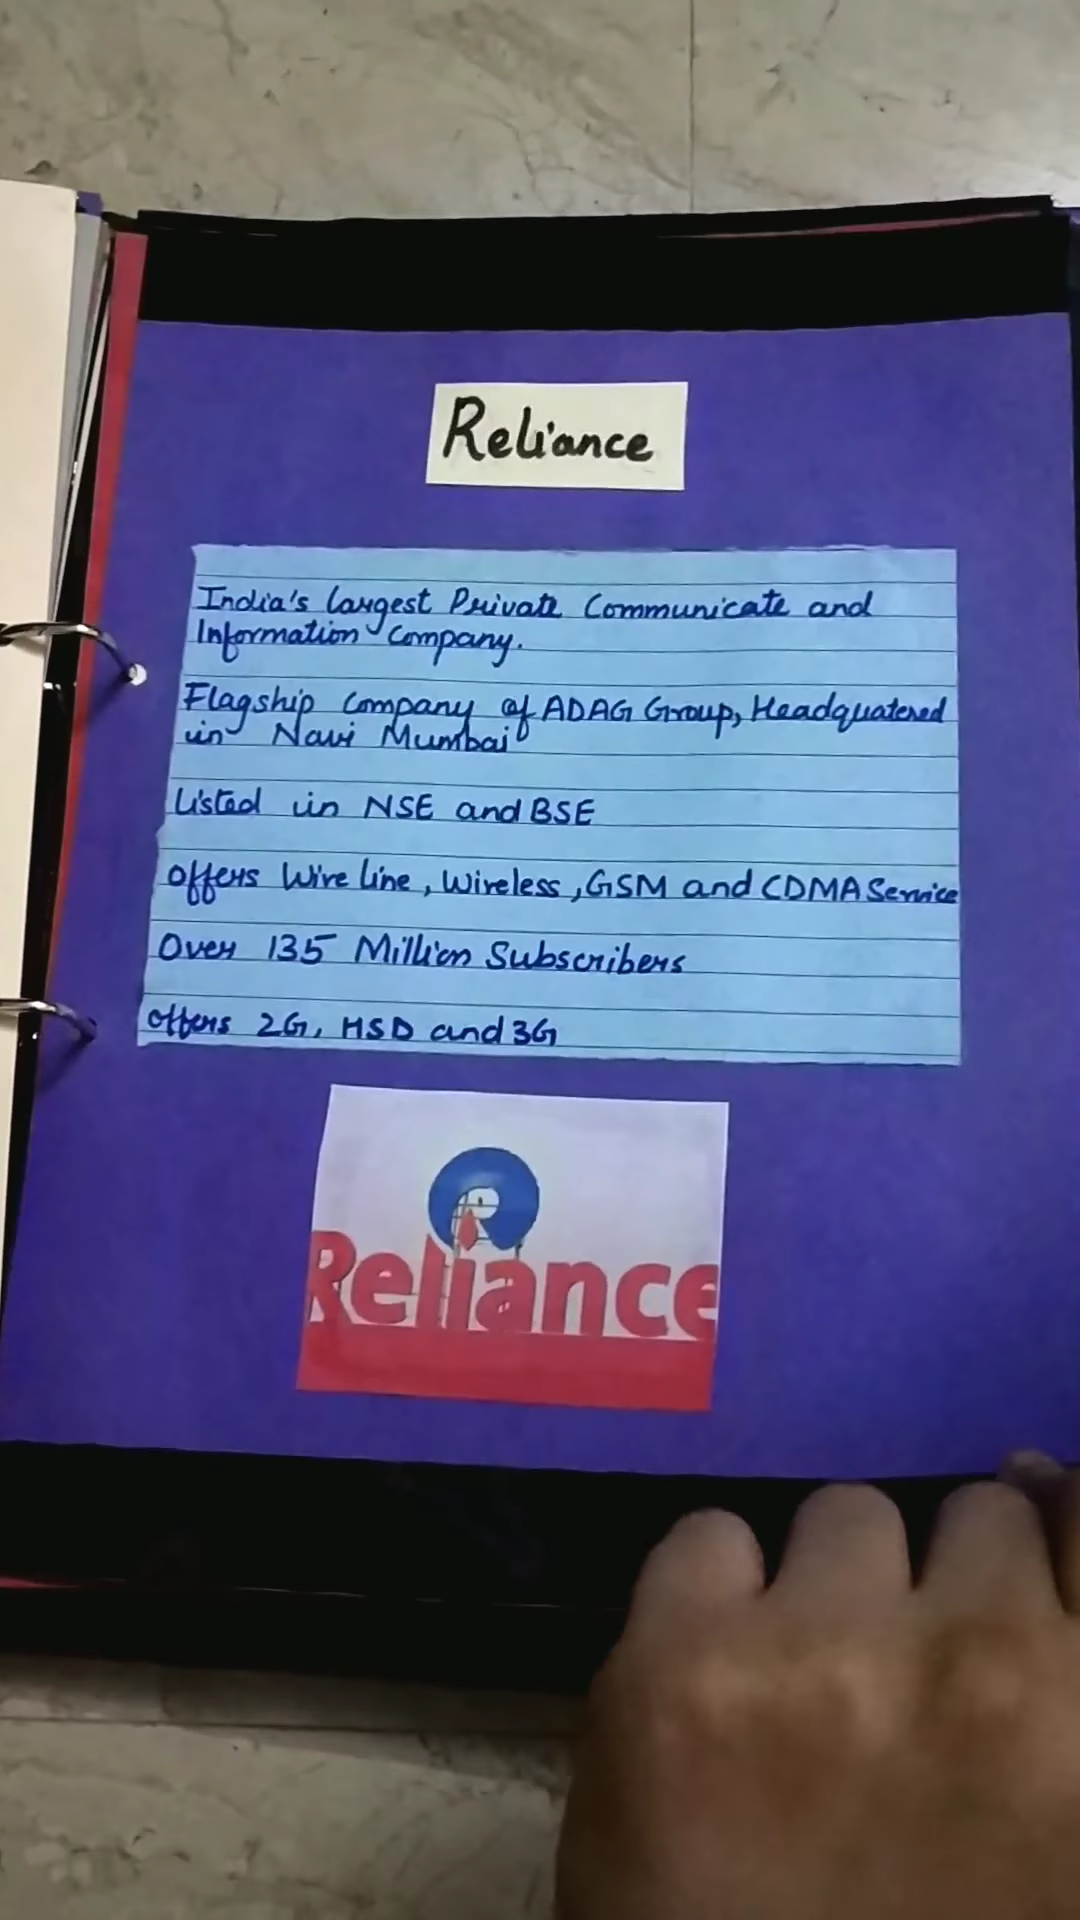 Reliance
India's largest Private Communicate and
Information Company.
Flagship Company of ADAG Group, Headquatered
in Navi Mumbai
Listed in NSE and BSE
offers Wire line, Wireless, GSM and CDMA Service
Over 135 Million Subscribers
offers 2G, HSD and 3G
Reliance